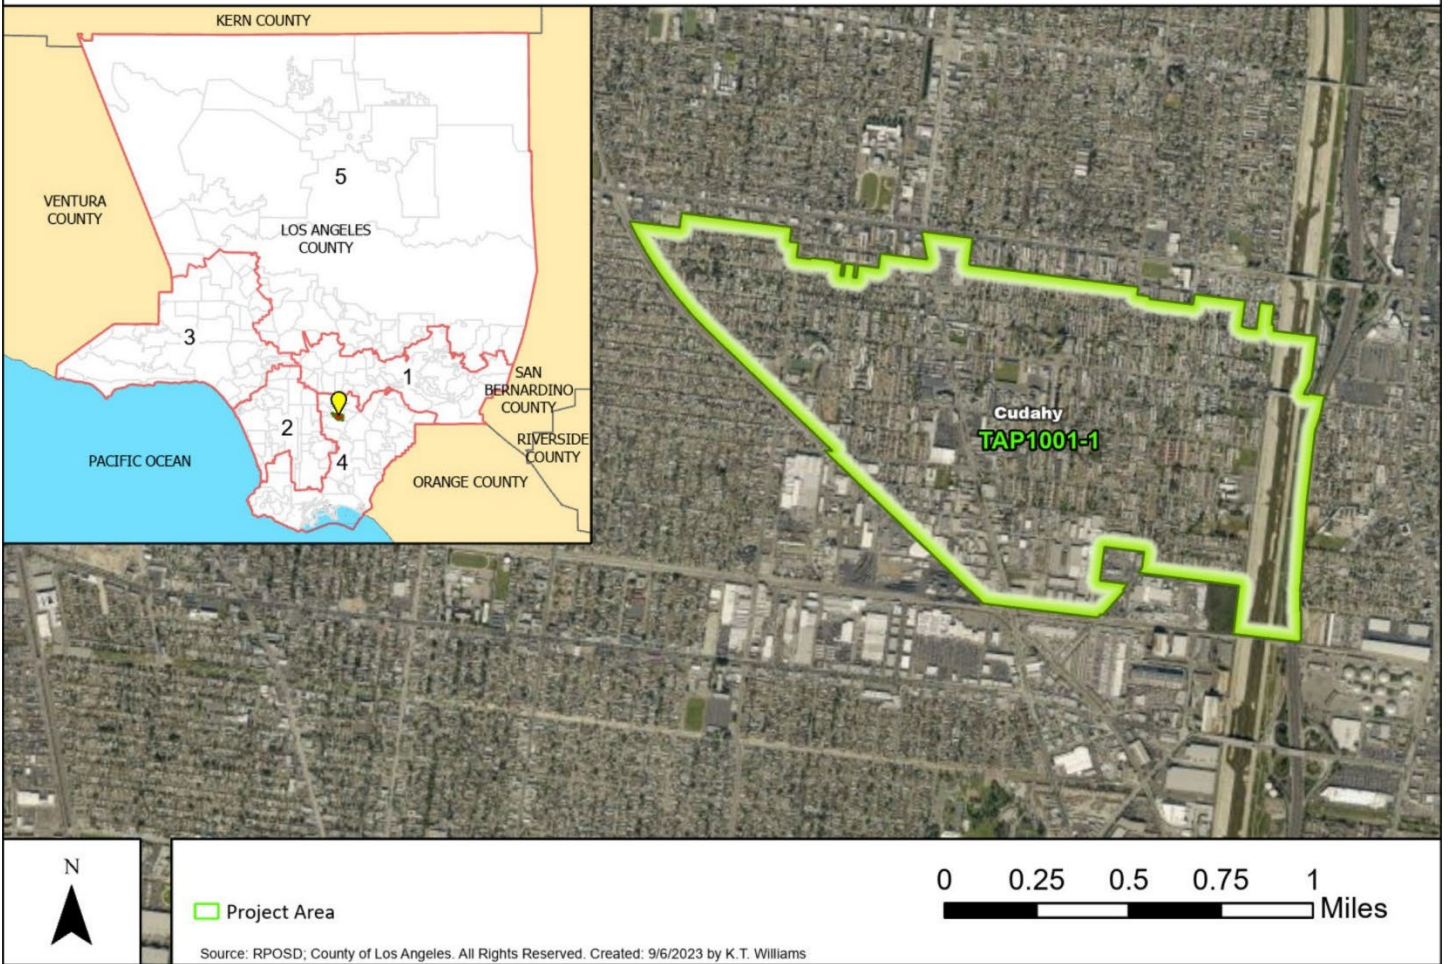 KERN COUNTY
5
VENTURA
COUNTY
LOS ANGELES
COUNTY
3
1
SAN
BERNARDINO
COUNTY
2
RIVERSIDE
COUNTY
4
PACIFIC OCEAN
ORANGE COUNTY
Cudahy
TAP1001-1
N
Project Area
0 0.25 0.5 0.75 1
Miles
Source: RPOSD; County of Los Angeles. All Rights Reserved. Created: 9/6/2023 by K.T. Williams